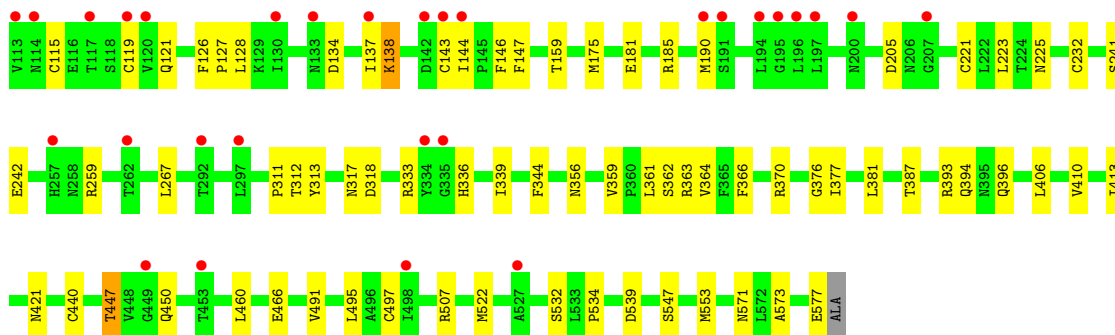 V113 N114 C115 E116 T117 S118 C119 V120 Q121 F126 P127 L128 K129 I130 N133 D134 I137 K138 D142 C143 I144 P145 F146 F147 T159 M175 E181 R185 M190 S191 L194 G195 L196 L197 N200 D205 N206 G207 C221 L222 L223 T224 N225 C232 S241
E242 H257 N258 R259 T262 L267 T292 L297 P311 T312 Y313 N317 D318 R333 Y334 G335 H336 I339 F344 N356 V359 P360 L361 S362 R363 V364 F365 F366 R370 G376 I377 L381 T387 R393 Q394 N395 Q396 L406 V410 I413
N421 C440 T447 V448 G449 Q450 T453 L460 E466 V491 L495 A496 C497 I498 R507 M522 A527 S532 L533 P534 D539 S547 M553 N571 L572 A573 E577 ALA